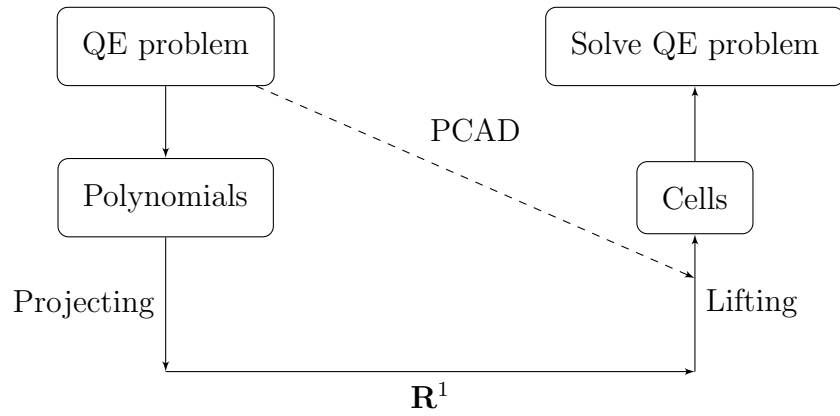 QE problem
Solve QE problem
PCAD
Polynomials
Cells
Projecting
Lifting
R¹